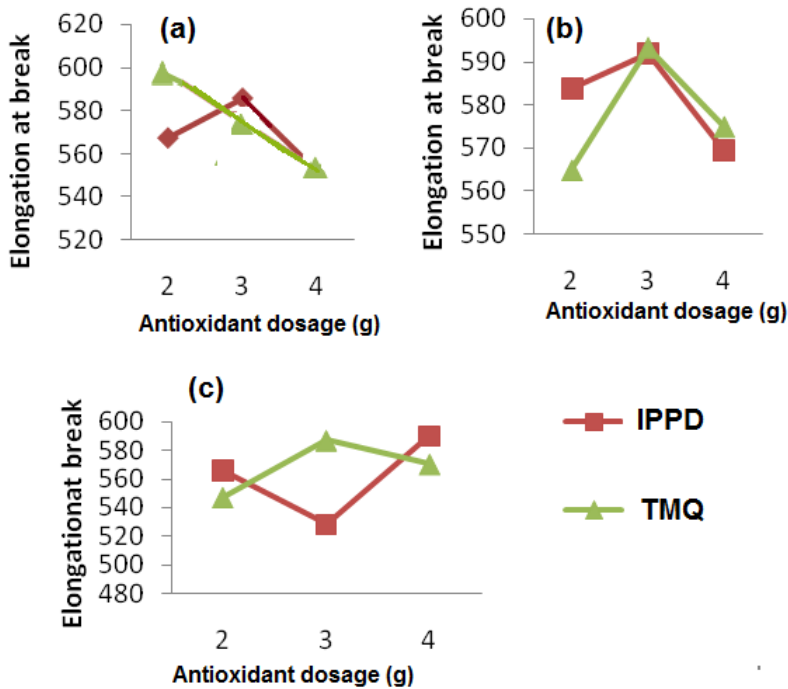 (a)
Elongation at break
620
600
580
560
540
520
2 3 4
Antioxidant dosage (g)
(b)
Elongation at break
600
590
580
570
560
550
2 3 4
Antioxidant dosage (g)
(c)
Elongationat break
600
580
560
540
520
500
480
2 3 4
Antioxidant dosage (g)
IPPD
TMQ